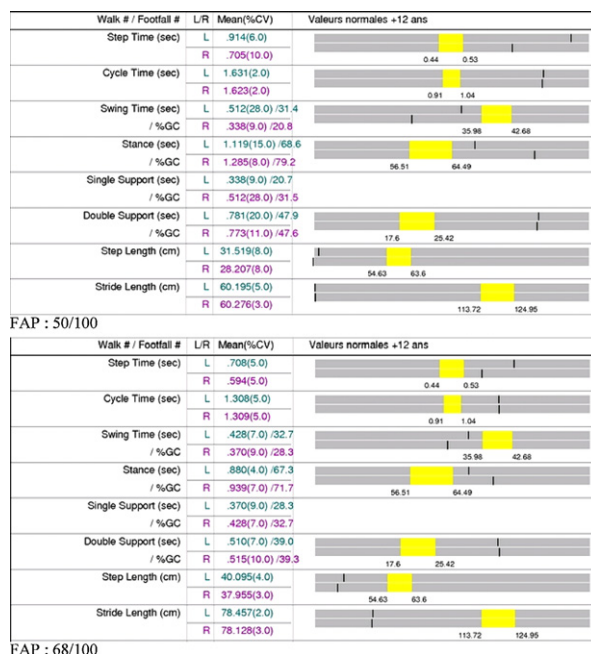 Walk # / Footfall # L/R Mean(%CV) Valeurs normales +12 ans
Step Time (sec) L .914(6.0)
R .705(10.0)
0.44 0.53
Cycle Time (sec) L 1.631(2.0)
R 1.623(2.0)
0.91 1.04
Swing Time (sec) L .512(28.0) /31.4
/ %GC R .338(9.0) /20.8
35.98 42.68
Stance (sec) L 1.119(15.0) /68.6
/ %GC R 1.285(8.0) /79.2
56.51 64.49
Single Support (sec) L .338(9.0) /20.7
/ %GC R .512(28.0) /31.5
Double Support (sec) L .781(20.0) /47.9
/ %GC R .773(11.0) /47.6
17.6 25.42
Step Length (cm) L 31.519(8.0)
R 28.207(8.0)
54.63 63.6
Stride Length (cm) L 60.195(5.0)
R 60.276(3.0)
113.72 124.95
FAP : 50/100
Walk # / Footfall # L/R Mean(%CV) Valeurs normales +12 ans
Step Time (sec) L .708(5.0)
R .594(5.0)
0.44 0.53
Cycle Time (sec) L 1.308(5.0)
R 1.309(5.0)
0.91 1.04
Swing Time (sec) L .428(7.0) /32.7
/ %GC R .370(9.0) /28.3
35.98 42.68
Stance (sec) L .880(4.0) /67.3
/ %GC R .939(7.0) /71.7
56.51 64.49
Single Support (sec) L .370(9.0) /28.3
/ %GC R .428(7.0) /32.7
Double Support (sec) L .510(7.0) /39.0
/ %GC R .515(10.0) /39.3
17.6 25.42
Step Length (cm) L 40.095(4.0)
R 37.955(3.0)
54.63 63.6
Stride Length (cm) L 78.457(2.0)
R 78.128(3.0)
113.72 124.95
FAP : 68/100